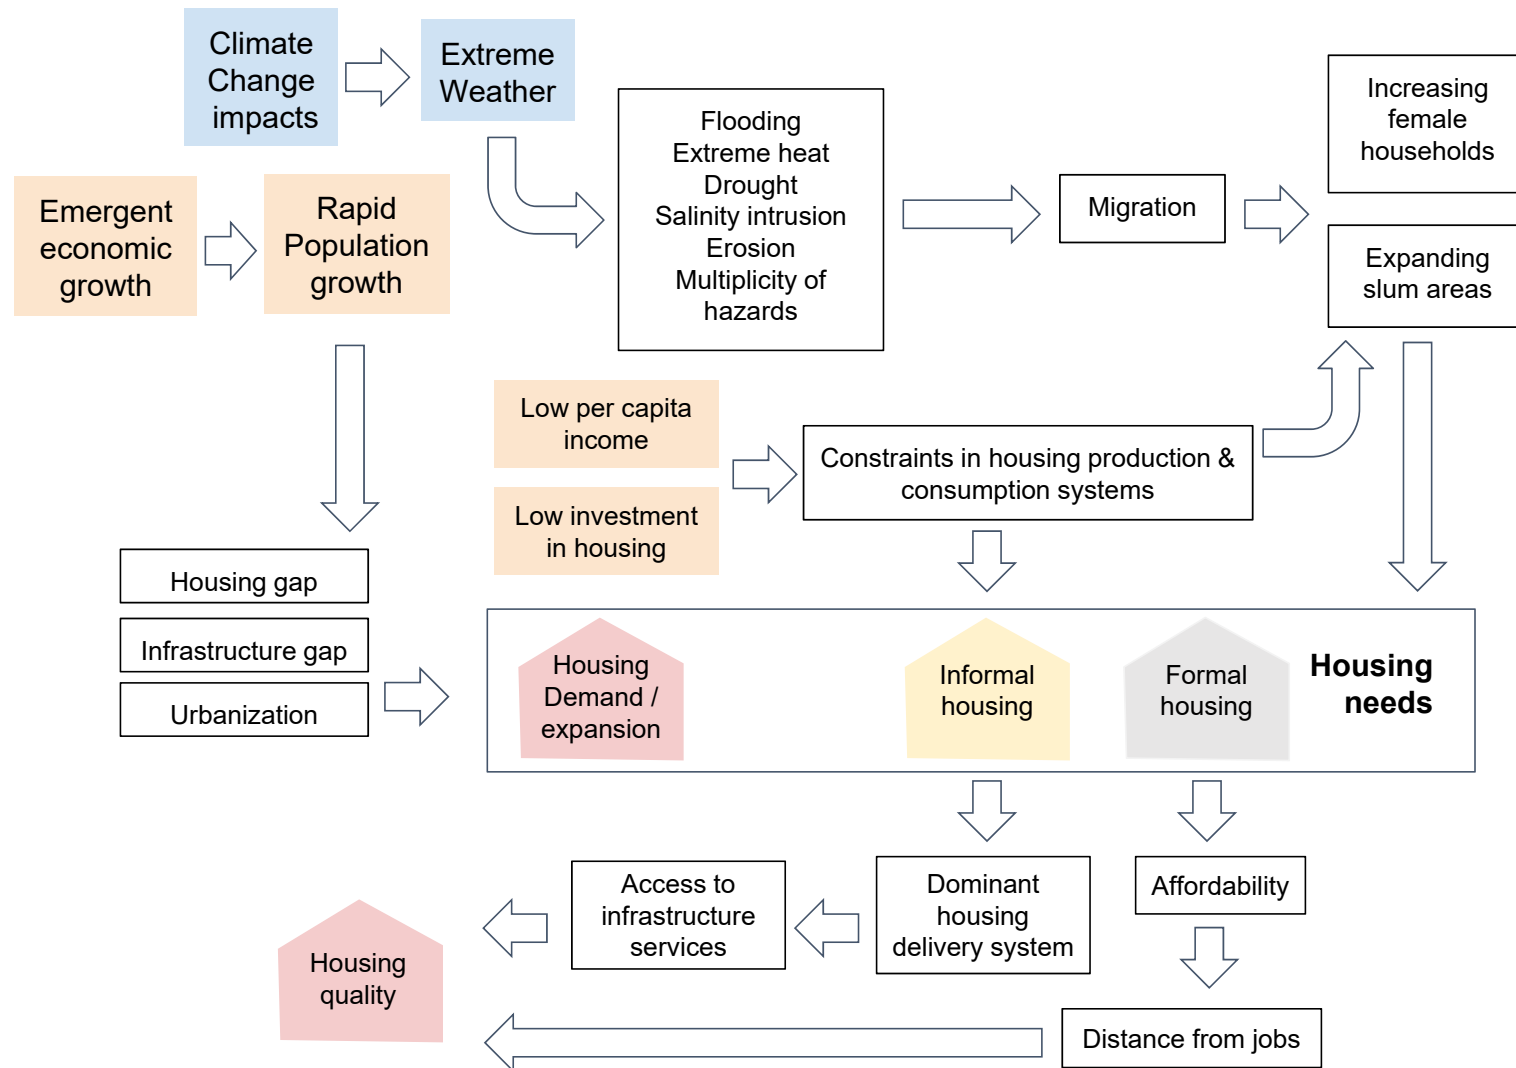 Climate
Change
impacts
Extreme
Weather
Flooding
Extreme heat
Drought
Salinity intrusion
Erosion
Multiplicity of
hazards
Migration
Increasing
female
households
Expanding
slum areas
Emergent
economic
growth
Rapid
Population
growth
Low per capita
income
Low investment
in housing
Constraints in housing production &
consumption systems
Housing gap
Infrastructure gap
Urbanization
Housing
Demand /
expansion
Informal
housing
Formal
housing
Housing
needs
Access to
infrastructure
services
Dominant
housing
delivery system
Affordability
Housing
quality
Distance from jobs